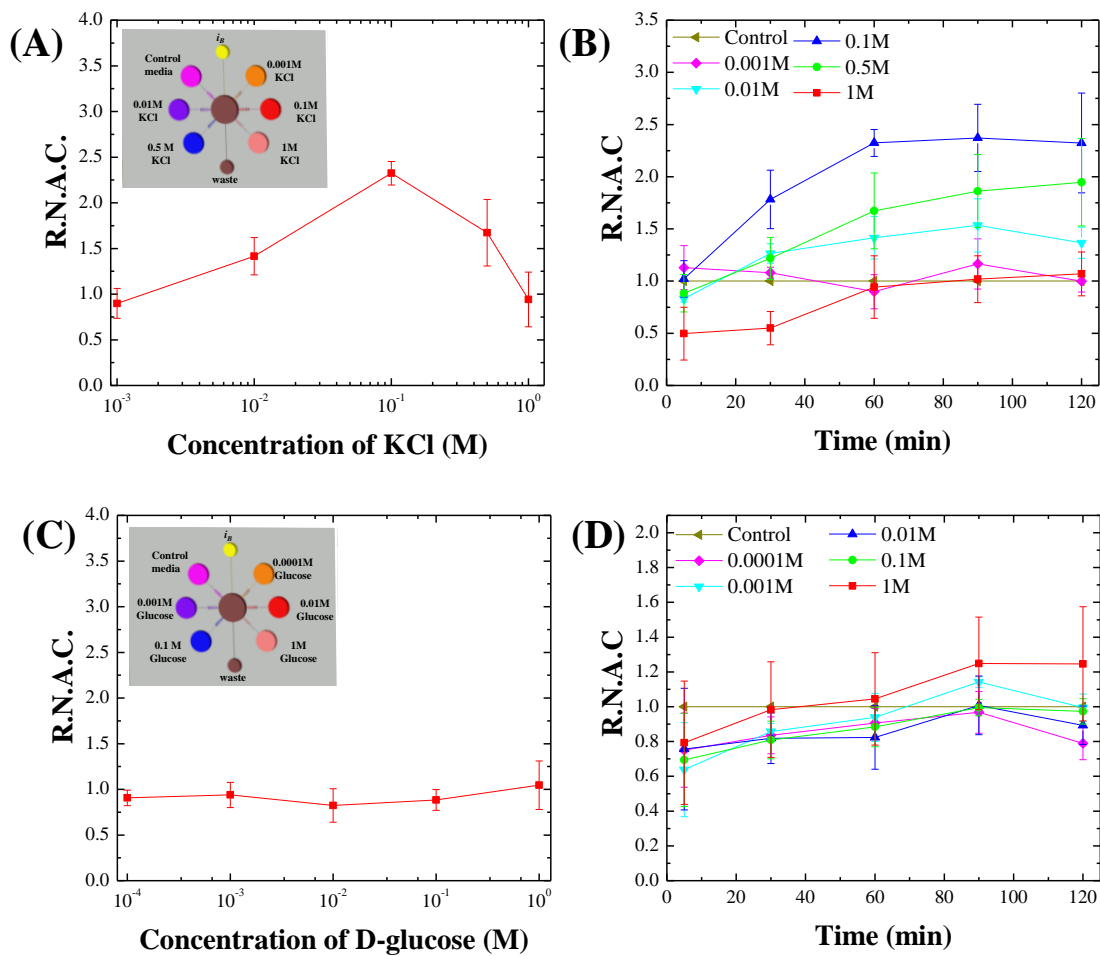 (A)
R.N.A.C.
4.0
3.5
3.0
2.5
2.0
1.5
1.0
0.5
0.0
i_B
Control
media
0.001M
KCl
0.01M
KCl
0.1M
KCl
0.5 M
KCl
1M
KCl
waste
10⁻³
10⁻²
10⁻¹
10⁰
Concentration of KCl (M)
(B)
R.N.A.C
3.5
3.0
2.5
2.0
1.5
1.0
0.5
0.0
Control
0.001M
0.01M
0.1M
0.5M
1M
0
20
40
60
80
100
120
Time (min)
(C)
R.N.A.C.
4.0
3.5
3.0
2.5
2.0
1.5
1.0
0.5
0.0
i_B
Control
media
0.0001M
Glucose
0.001M
Glucose
0.01M
Glucose
0.1 M
Glucose
1M
Glucose
waste
10⁻⁴
10⁻³
10⁻²
10⁻¹
10⁰
Concentration of D-glucose (M)
(D)
R.N.A.C
2.0
1.8
1.6
1.4
1.2
1.0
0.8
0.6
0.4
0.2
0.0
Control
0.0001M
0.001M
0.01M
0.1M
1M
0
20
40
60
80
100
120
Time (min)